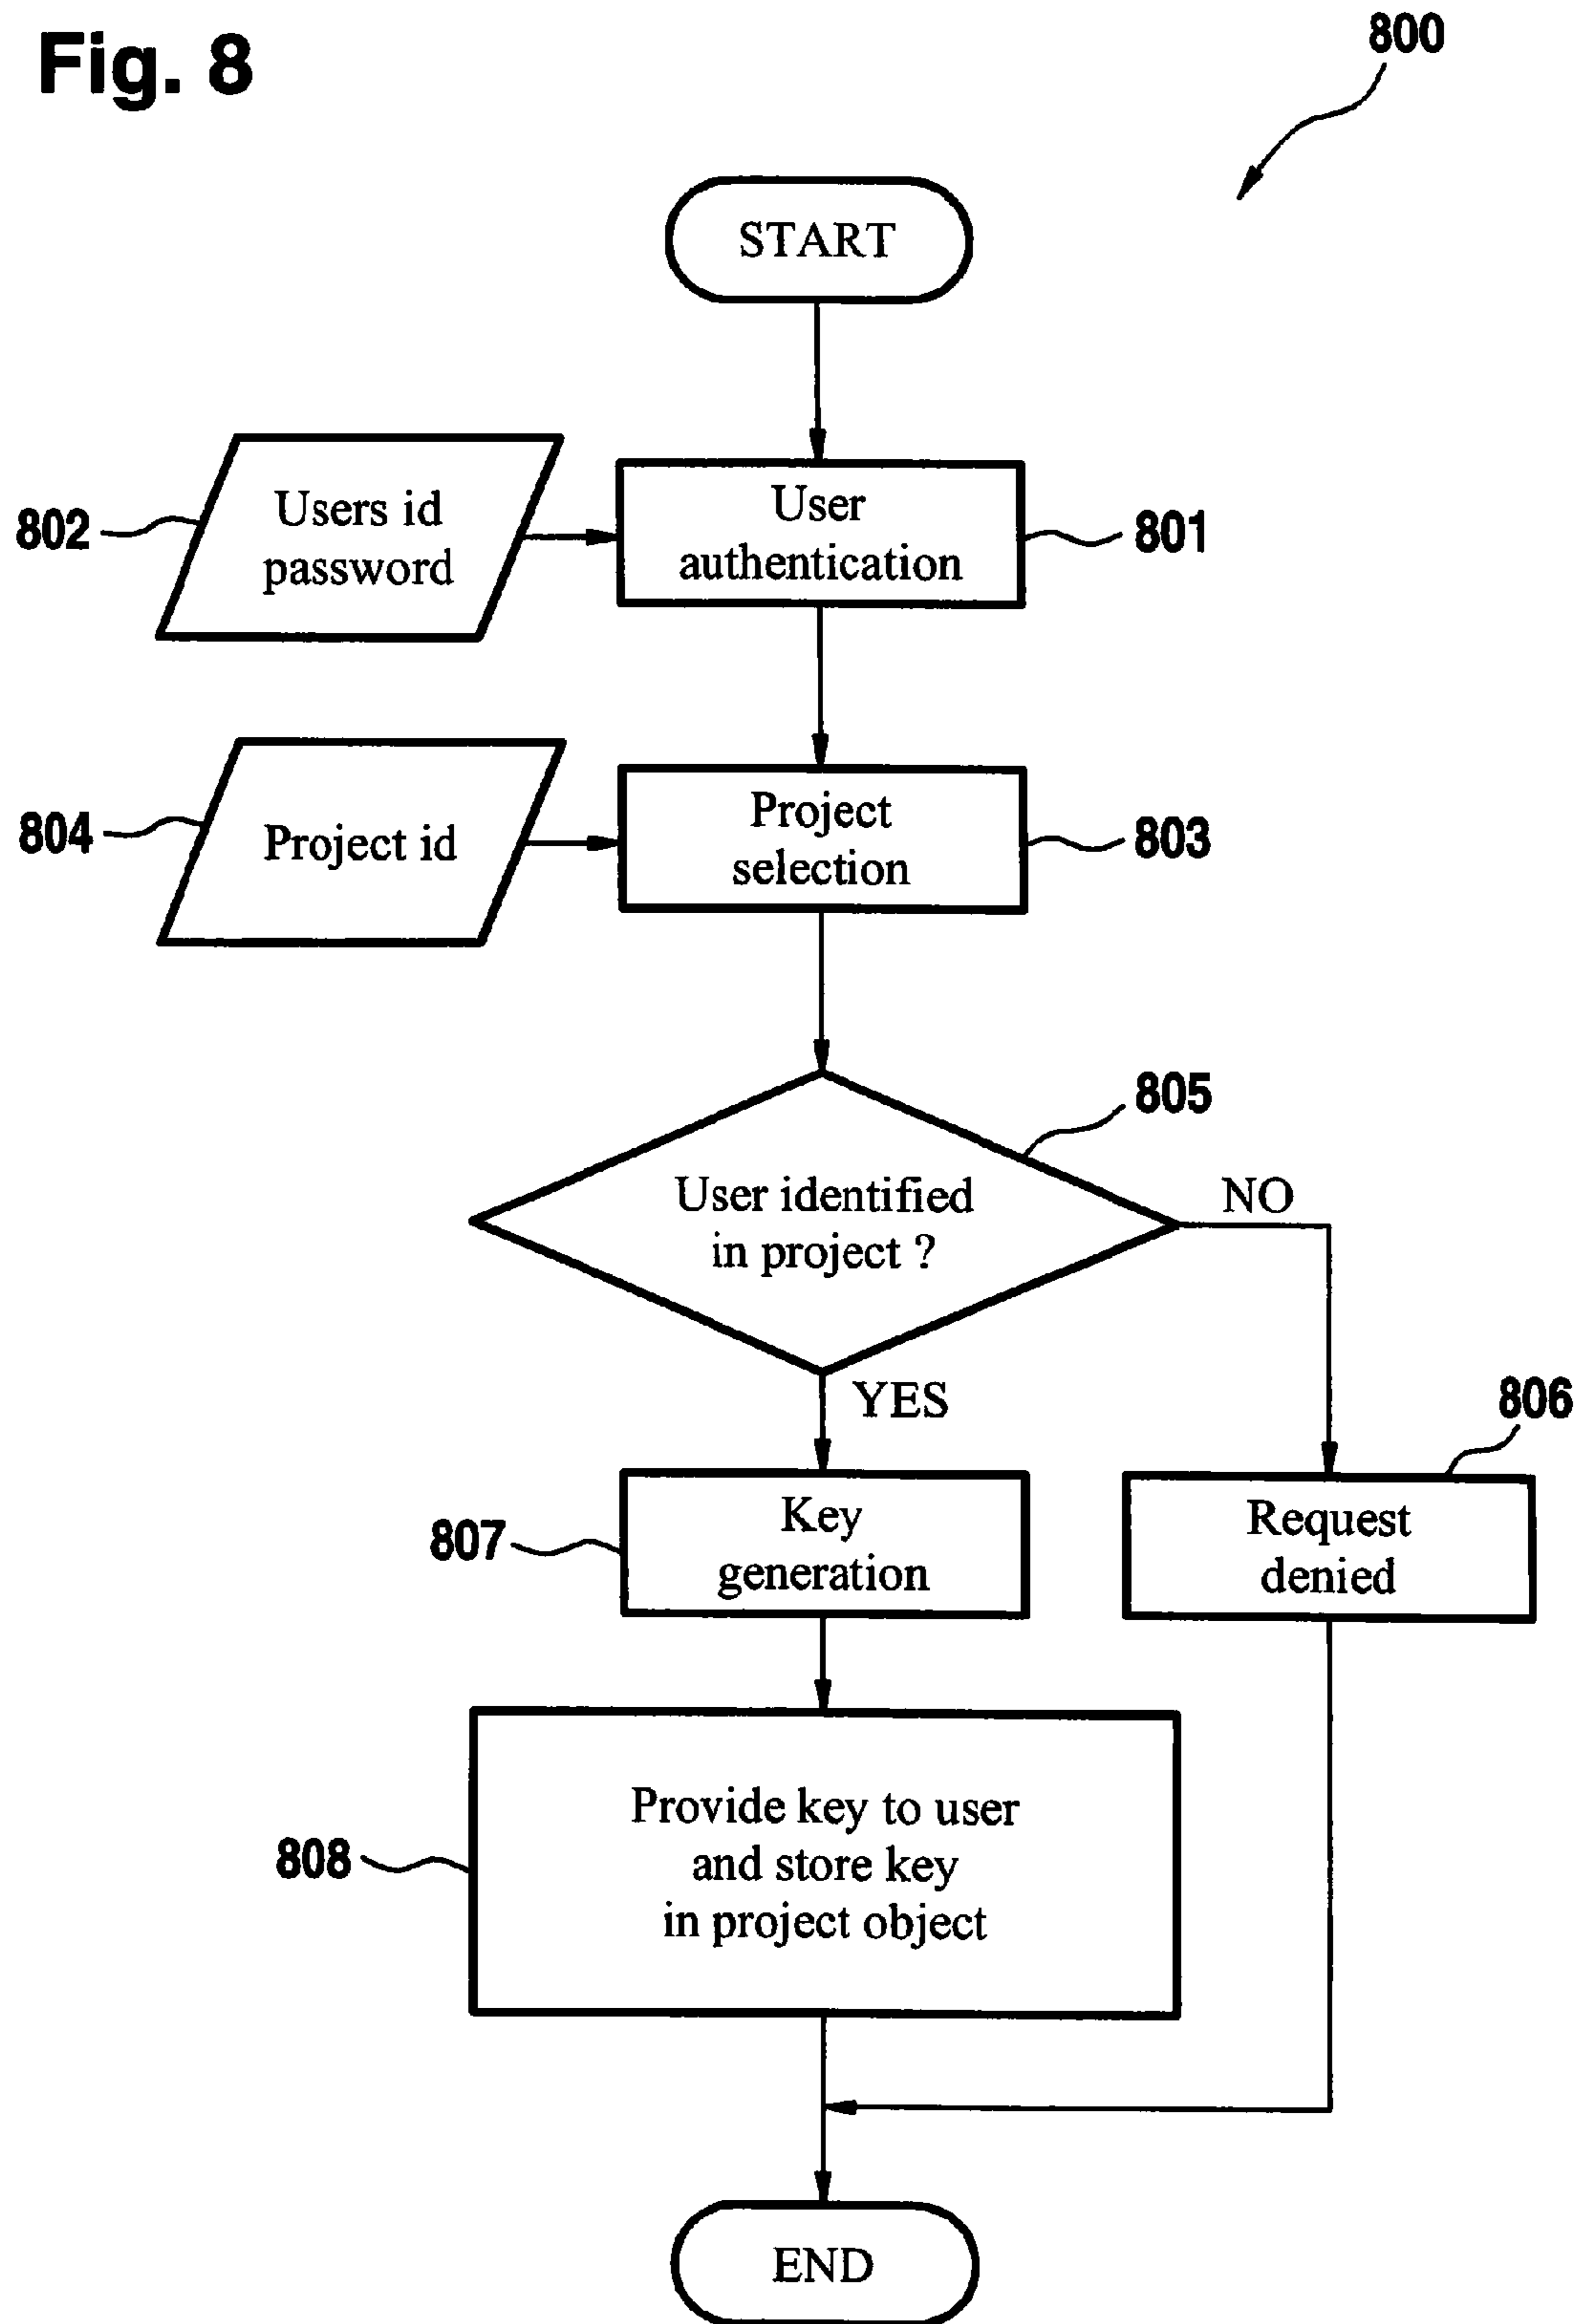 Fig. 8
800
START
Users id
password
802
User
authentication
801
Project id
804
Project
selection
803
805
User identified
in project ?
NO
YES
806
Key
generation
807
Request
denied
Provide key to user
and store key
in project object
808
END